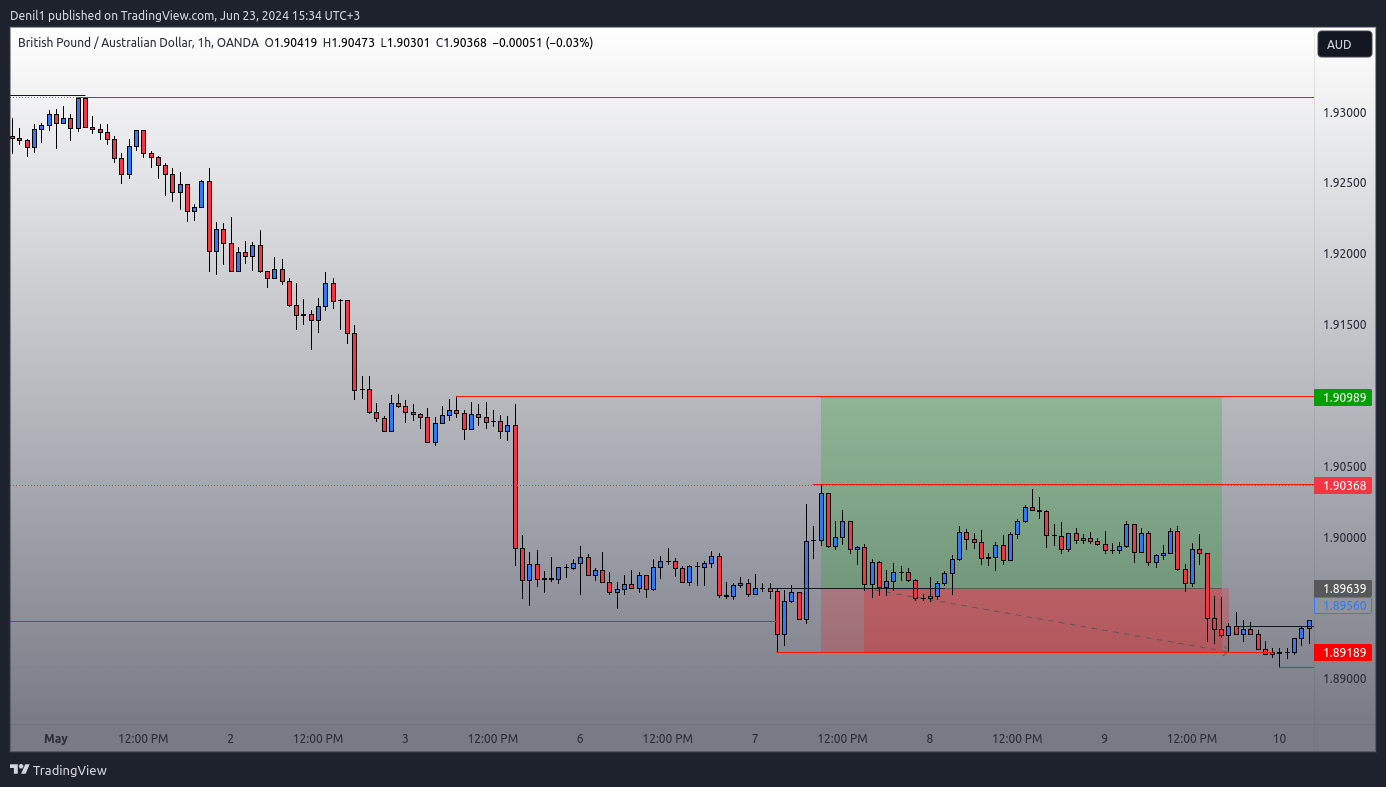 Denil1 published on TradingView.com, Jun 23, 2024 15:34 UTC+3
British Pound / Australian Dollar, 1h, OANDA O1.90419 H1.90473 L1.90301 C1.90368 −0.00051 (−0.03%)
AUD
1.93000
1.92500
1.92000
1.91500
1.90989
1.90500
1.90368
1.90000
1.89639
1.89560
1.89189
1.89000
May 12:00 PM 2 12:00 PM 3 12:00 PM 6 12:00 PM 7 12:00 PM 8 12:00 PM 9 12:00 PM 10
TradingView